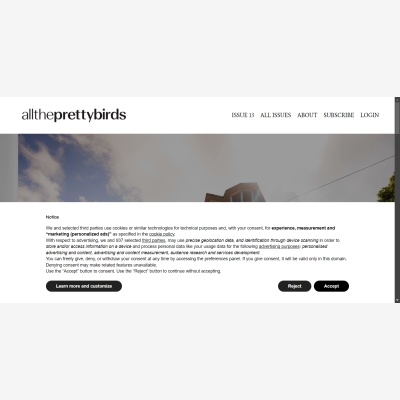 alltheprettybirds
ISSUE 13 ALL ISSUES ABOUT SUBSCRIBE LOGIN
Notice
We and selected third parties use cookies or similar technologies for technical purposes and, with your consent, for experience, measurement and
“marketing (personalized ads)” as specified in the cookie policy.
With respect to advertising, we and 937 selected third parties, may use precise geolocation data, and identification through device scanning in order to
store and/or access information on a device and process personal data like your usage data for the following advertising purposes: personalised
advertising and content, advertising and content measurement, audience research and services development.
You can freely give, deny, or withdraw your consent at any time by accessing the preferences panel. If you give consent, it will be valid only in this domain.
Denying consent may make related features unavailable.
Use the “Accept” button to consent. Use the “Reject” button to continue without accepting.
Learn more and customize Reject Accept